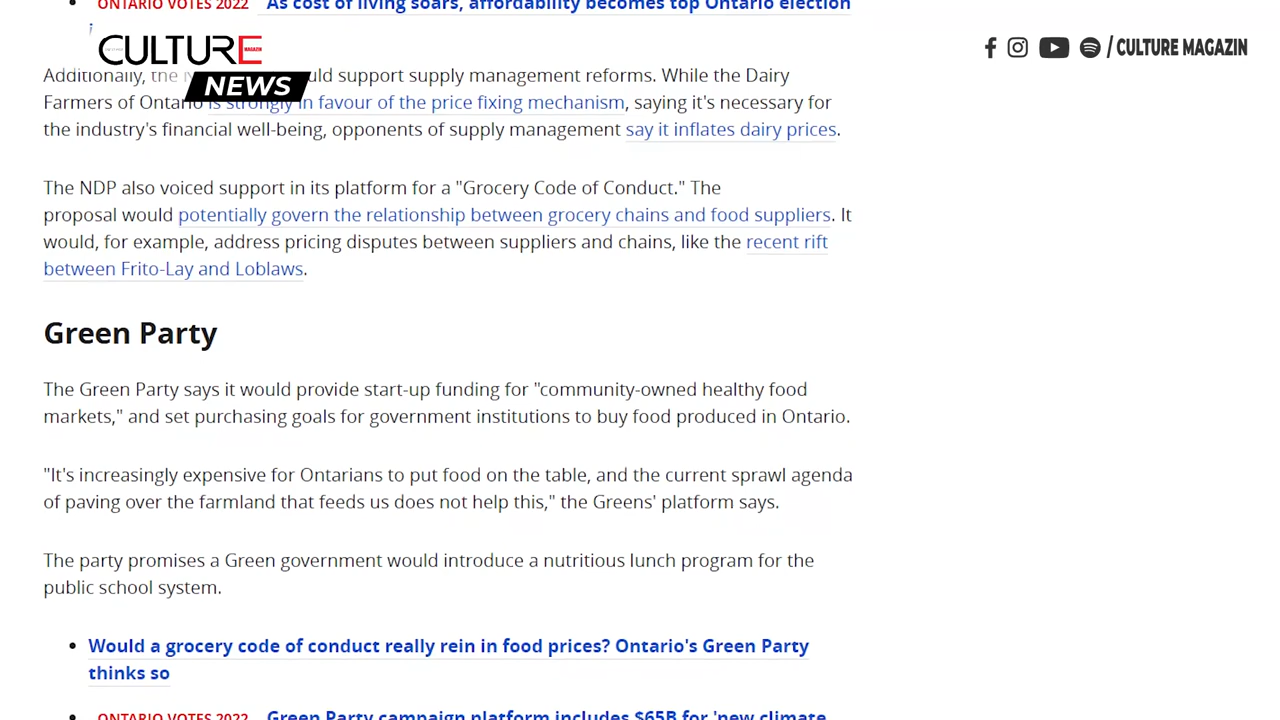 ONTARIO VOTES 2022 As cost of living soars, affordability becomes top Ontario election
CULTURE
MAGAZIN
NEWS
/ CULTURE MAGAZIN
Additionally, the would support supply management reforms. While the Dairy
Farmers of Ontario is strongly in favour of the price fixing mechanism, saying it's necessary for
the industry's financial well-being, opponents of supply management say it inflates dairy prices.
The NDP also voiced support in its platform for a "Grocery Code of Conduct." The
proposal would potentially govern the relationship between grocery chains and food suppliers. It
would, for example, address pricing disputes between suppliers and chains, like the recent rift
between Frito-Lay and Loblaws.
Green Party
The Green Party says it would provide start-up funding for "community-owned healthy food
markets," and set purchasing goals for government institutions to buy food produced in Ontario.
"It's increasingly expensive for Ontarians to put food on the table, and the current sprawl agenda
of paving over the farmland that feeds us does not help this," the Greens' platform says.
The party promises a Green government would introduce a nutritious lunch program for the
public school system.
Would a grocery code of conduct really rein in food prices? Ontario's Green Party
thinks so
ONTARIO VOTES 2022 Green Party campaign platform includes $65B for 'new climate